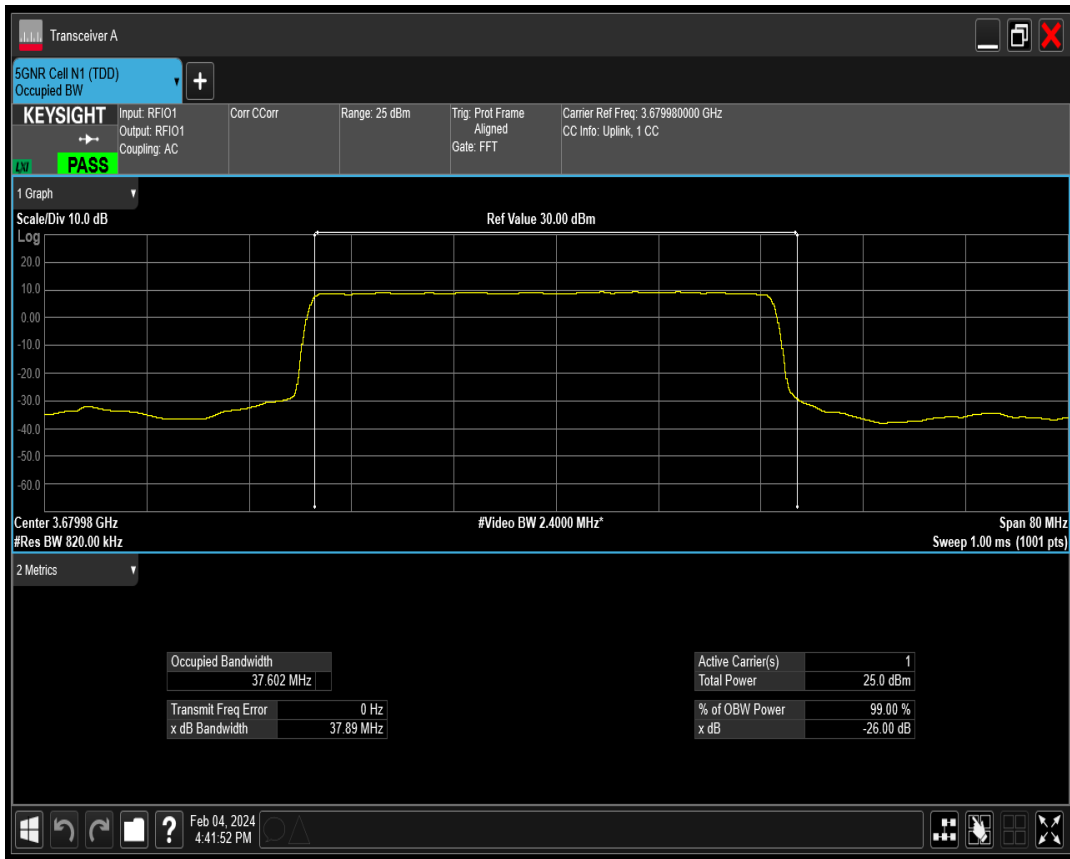 Transceiver A
5GNR Cell N1 (TDD)
Occupied BW
+
KEYSIGHT
LXI
PASS
Input: RFIO1
Output: RFIO1
Coupling: AC
Corr CCorr
Range: 25 dBm
Trig: Prot Frame
Aligned
Gate: FFT
Carrier Ref Freq: 3.679980000 GHz
CC Info: Uplink, 1 CC
1 Graph
Scale/Div 10.0 dB
Ref Value 30.00 dBm
Log
20.0
10.0
0.00
-10.0
-20.0
-30.0
-40.0
-50.0
-60.0
Center 3.67998 GHz
#Video BW 2.4000 MHz*
Span 80 MHz
#Res BW 820.00 kHz
Sweep 1.00 ms (1001 pts)
2 Metrics
Occupied Bandwidth
37.602 MHz
Transmit Freq Error 0 Hz
x dB Bandwidth 37.89 MHz
Active Carrier(s) 1
Total Power 25.0 dBm
% of OBW Power 99.00 %
x dB -26.00 dB
?
Feb 04, 2024
4:41:52 PM